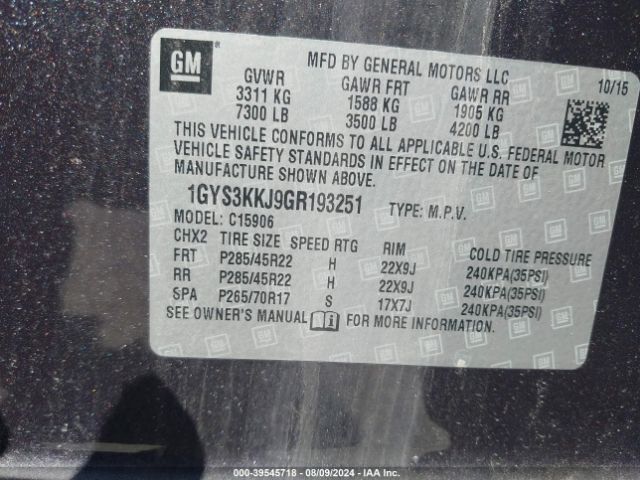 GM
MFD BY GENERAL MOTORS LLC
10/15
GVWR GAWR FRT GAWR RR
3311 KG 1588 KG 1905 KG
7300 LB 3500 LB 4200 LB
THIS VEHICLE CONFORMS TO ALL APPLICABLE U.S. FEDERAL MOTOR
VEHICLE SAFETY STANDARDS IN EFFECT ON THE DATE OF
MANUFACTURE SHOWN ABOVE.
1GYS3KKJ9GR193251 TYPE: M.P.V.
MODEL: C15906
CHX2 TIRE SIZE SPEED RTG RIM COLD TIRE PRESSURE
FRT P285/45R22 H 22X9J 240KPA(35PSI)
RR P285/45R22 H 22X9J 240KPA(35PSI)
SPA P265/70R17 S 17X7J 240KPA(35PSI)
SEE OWNER'S MANUAL FOR MORE INFORMATION.
000-39545718 - 08/09/2024 - IAA Inc.